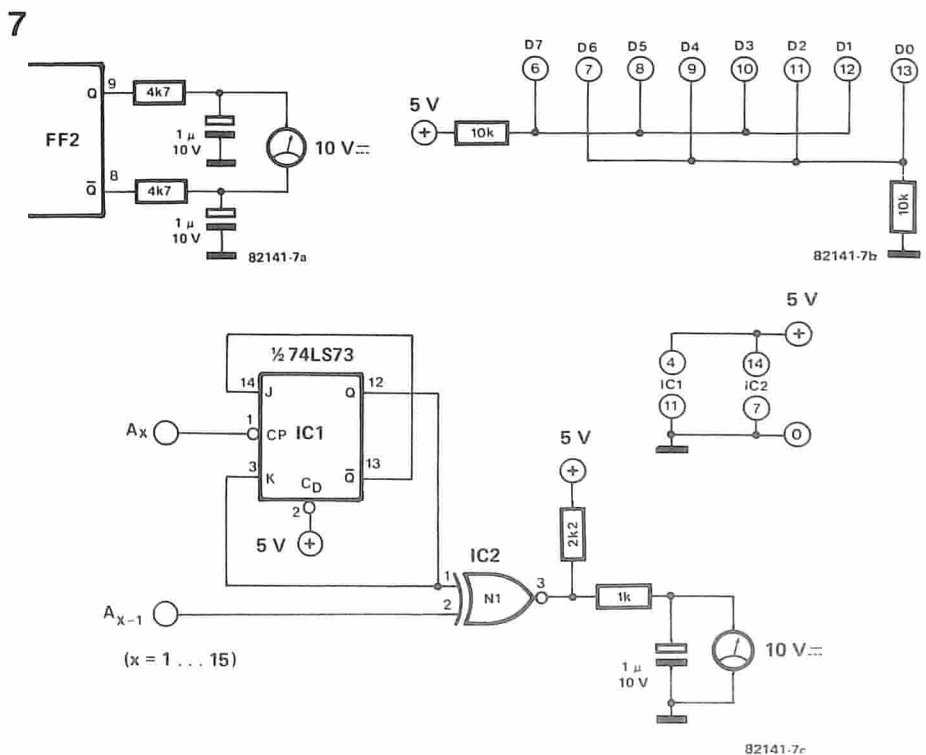 7
FF2
Q
9
4k7
1 μ
10 V
10 V⎓
Q̅
8
4k7
1 μ
10 V
82141-7a
D7 D6 D5 D4 D3 D2 D1 D0
6 7 8 9 10 11 12 13
5 V
+
10k
10k
82141-7b
½ 74LS73
14 J Q 12
A_X 1 CP IC1
3 K Q̅ 13
C_D
2
5 V +
A_X-1
(x = 1 . . . 15)
IC2
1
2
N1
3
5 V
+
2k2
1k
1 μ
10 V
10 V⎓
82141-7c
5 V
+
4 14
IC1 IC2
11 7
0